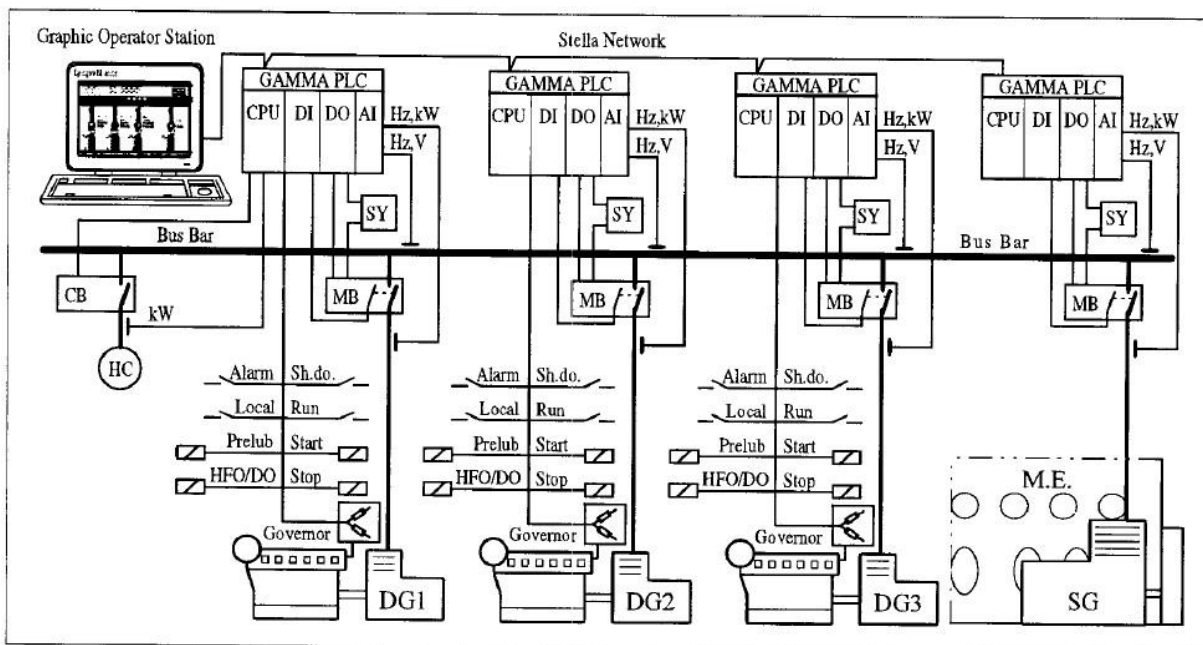 Graphic Operator Station
Stella Network
GAMMA PLC
CPU DI DO AI
Hz,kW
Hz,V
SY
GAMMA PLC
CPU DI DO AI
Hz,kW
Hz,V
SY
GAMMA PLC
CPU DI DO AI
Hz,kW
Hz,V
SY
GAMMA PLC
CPU DI DO AI
Hz,kW
Hz,V
SY
Bus Bar
Bus Bar
CB
kW
HC
MB
MB
MB
MB
Alarm Sh.do.
Local Run
Prelub Start
HFO/DO Stop
Governor
DG1
Alarm Sh.do.
Local Run
Prelub Start
HFO/DO Stop
Governor
DG2
Alarm Sh.do.
Local Run
Prelub Start
HFO/DO Stop
Governor
DG3
M.E.
SG